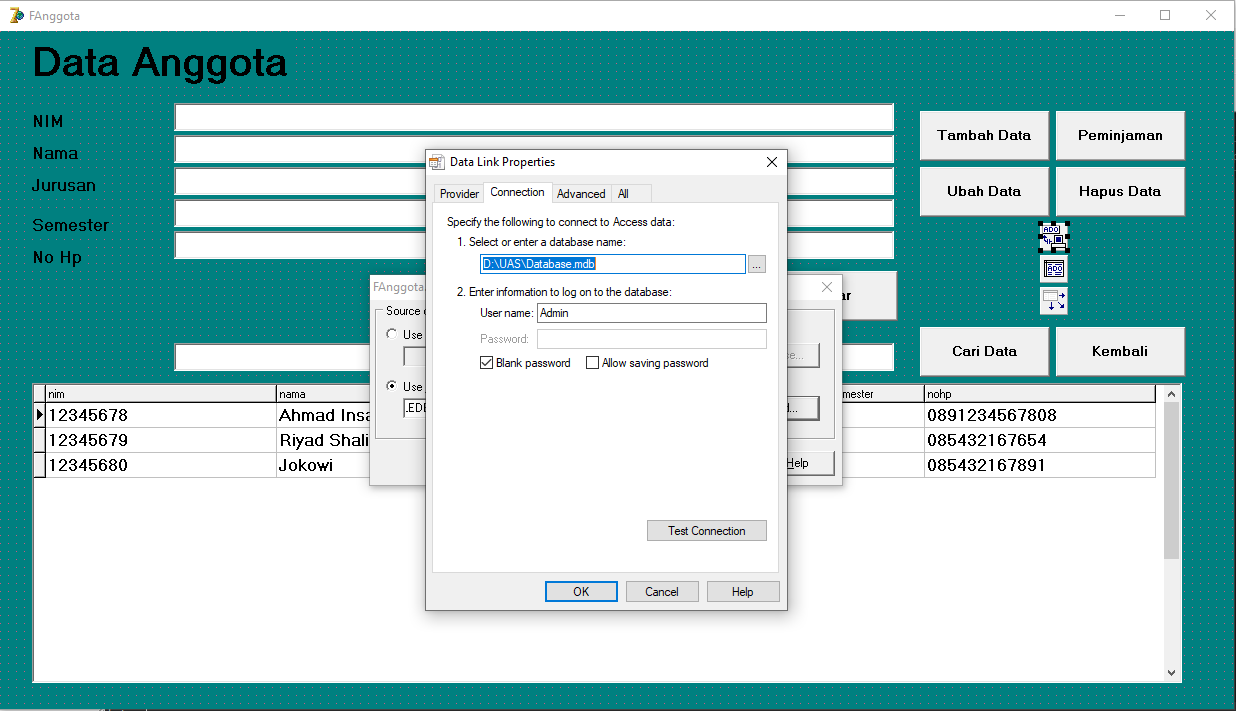 FAnggota
Data Anggota
NIM
Nama
Jurusan
Semester
No Hp
Tambah Data
Peminjaman
Ubah Data
Hapus Data
ADO
ADO
Cari Data
Kembali
Data Link Properties
Provider
Connection
Advanced
All
Specify the following to connect to Access data:
1. Select or enter a database name:
D:\UAS\Database.mdb
...
2. Enter information to log on to the database:
User name: Admin
Password:
Blank password
Allow saving password
Test Connection
OK
Cancel
Help
FAnggota
Source
Use
Use
Help
nim nama nohp
12345678 Ahmad Insa 0891234567808
12345679 Riyad Shali 085432167654
12345680 Jokowi 085432167891